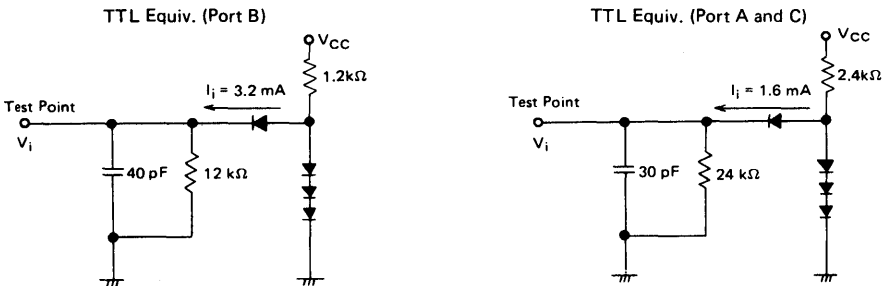 TTL Equiv. (Port B)
VCC
1.2kΩ
Ii = 3.2 mA
Test Point
Vi
40 pF
12 kΩ
TTL Equiv. (Port A and C)
VCC
2.4kΩ
Ii = 1.6 mA
Test Point
Vi
30 pF
24 kΩ